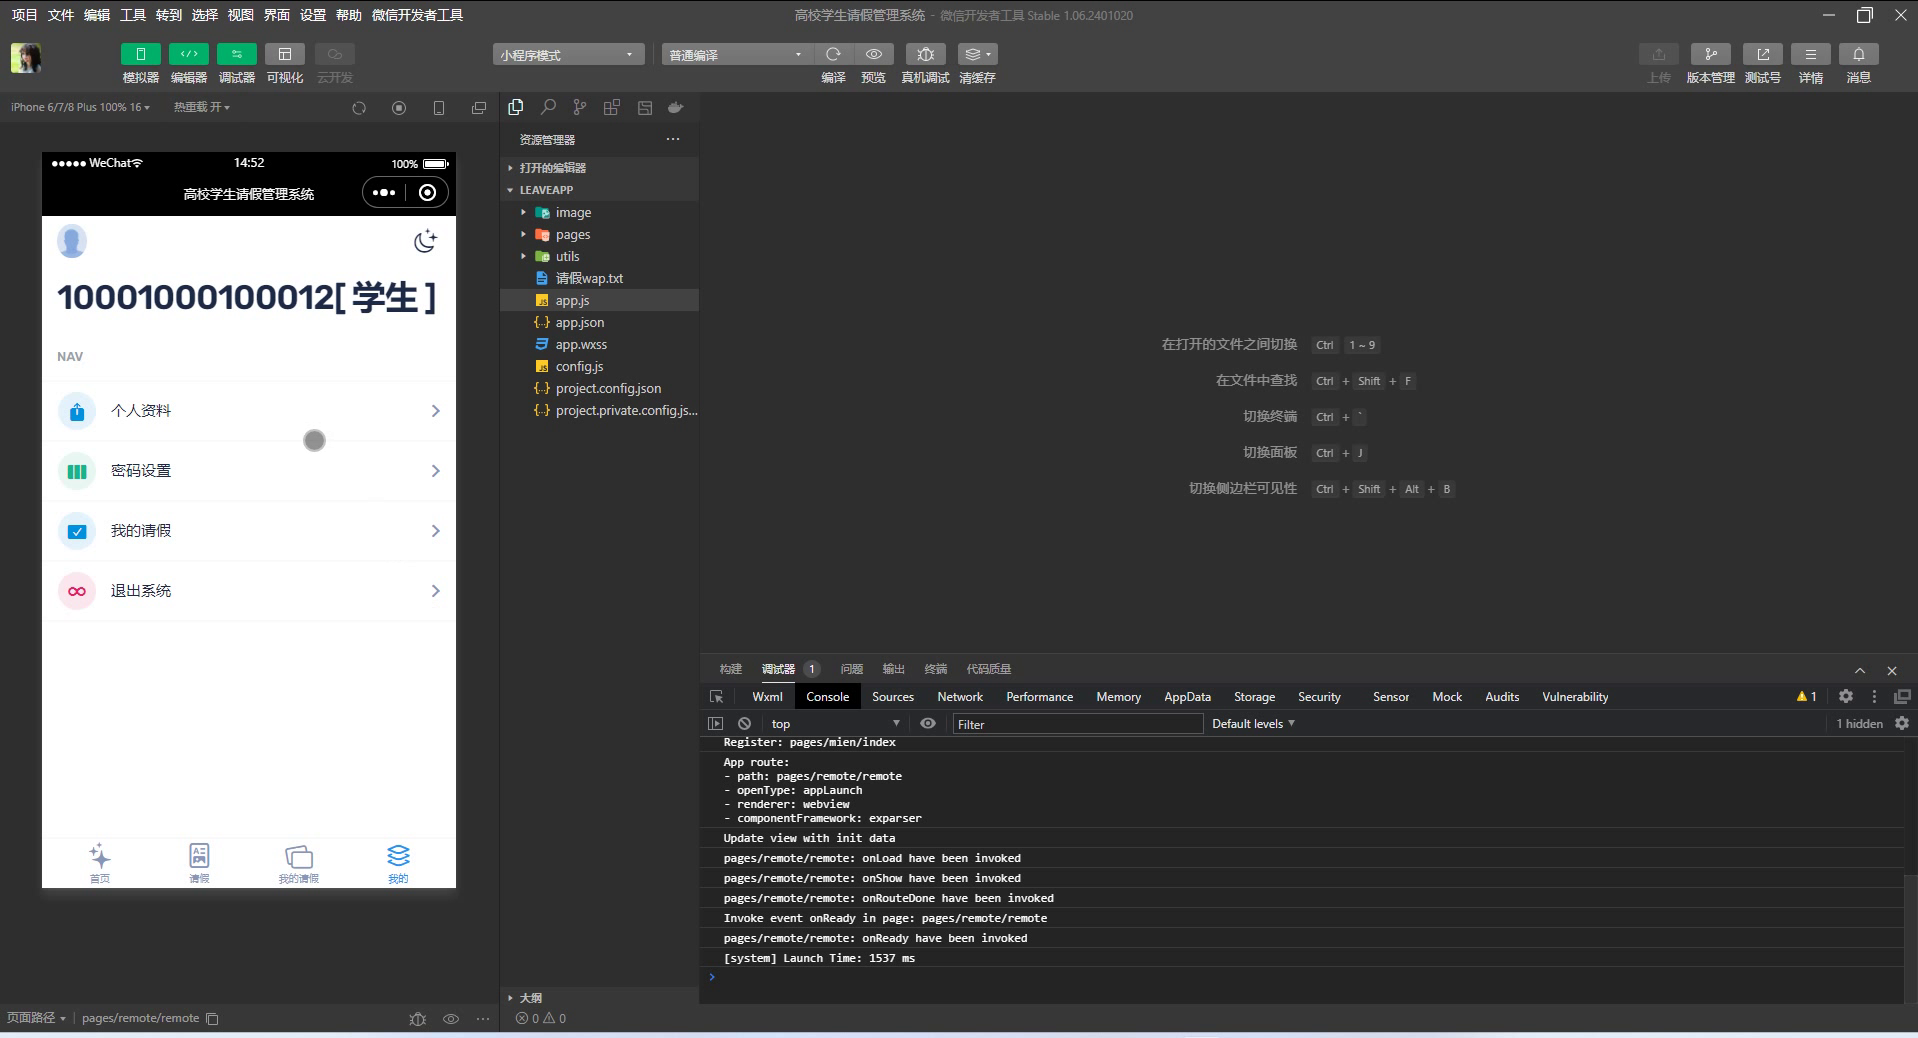 项目 文件 编辑 工具 转到 选择 视图 界面 设置 帮助 微信开发者工具
高校学生请假管理系统 - 微信开发者工具 Stable 1.06.2401020
模拟器 编辑器 调试器 可视化 云开发
小程序模式
普通编译
编译 预览 真机调试 清缓存
上传 版本管理 测试号 详情 消息
iPhone 6/7/8 Plus 100% 16
热重载 开
资源管理器
打开的编辑器
LEAVEAPP
image
pages
utils
请假wap.txt
app.js
app.json
app.wxss
config.js
project.config.json
project.private.config.js...
大纲
WeChat
14:52
100%
高校学生请假管理系统
10001000100012[ 学生 ]
NAV
个人资料
密码设置
我的请假
退出系统
首页
请假
我的请假
我的
在打开的文件之间切换 Ctrl 1 ~ 9
在文件中查找 Ctrl + Shift + F
切换终端 Ctrl + `
切换面板 Ctrl + J
切换侧边栏可见性 Ctrl + Shift + Alt + B
构建 调试器 1 问题 输出 终端 代码质量
Wxml Console Sources Network Performance Memory AppData Storage Security Sensor Mock Audits Vulnerability 1
top
Filter
Default levels
1 hidden
Register: pages/mien/index
App route:
- path: pages/remote/remote
- openType: appLaunch
- renderer: webview
- componentFramework: exparser
Update view with init data
pages/remote/remote: onLoad have been invoked
pages/remote/remote: onShow have been invoked
pages/remote/remote: onRouteDone have been invoked
Invoke event onReady in page: pages/remote/remote
pages/remote/remote: onReady have been invoked
[system] Launch Time: 1537 ms
页面路径 pages/remote/remote
0 0